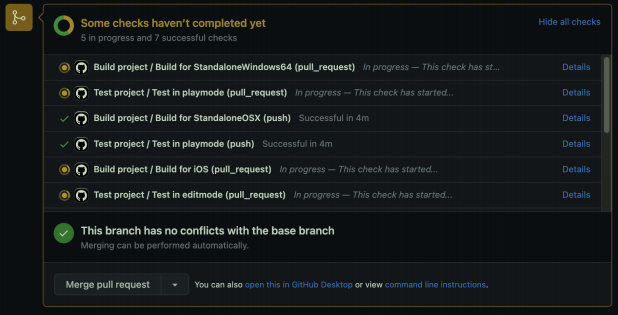 Some checks haven't completed yet
Hide all checks
5 in progress and 7 successful checks
Build project / Build for StandaloneWindows64 (pull_request) In progress — This check has st... Details
Test project / Test in playmode (pull_request) In progress — This check has started... Details
Build project / Build for StandaloneOSX (push) Successful in 4m Details
Test project / Test in playmode (push) Successful in 4m Details
Build project / Build for iOS (pull_request) In progress — This check has started... Details
Test project / Test in editmode (pull_request) In progress — This check has started... Details
This branch has no conflicts with the base branch
Merging can be performed automatically.
Merge pull request You can also open this in GitHub Desktop or view command line instructions.